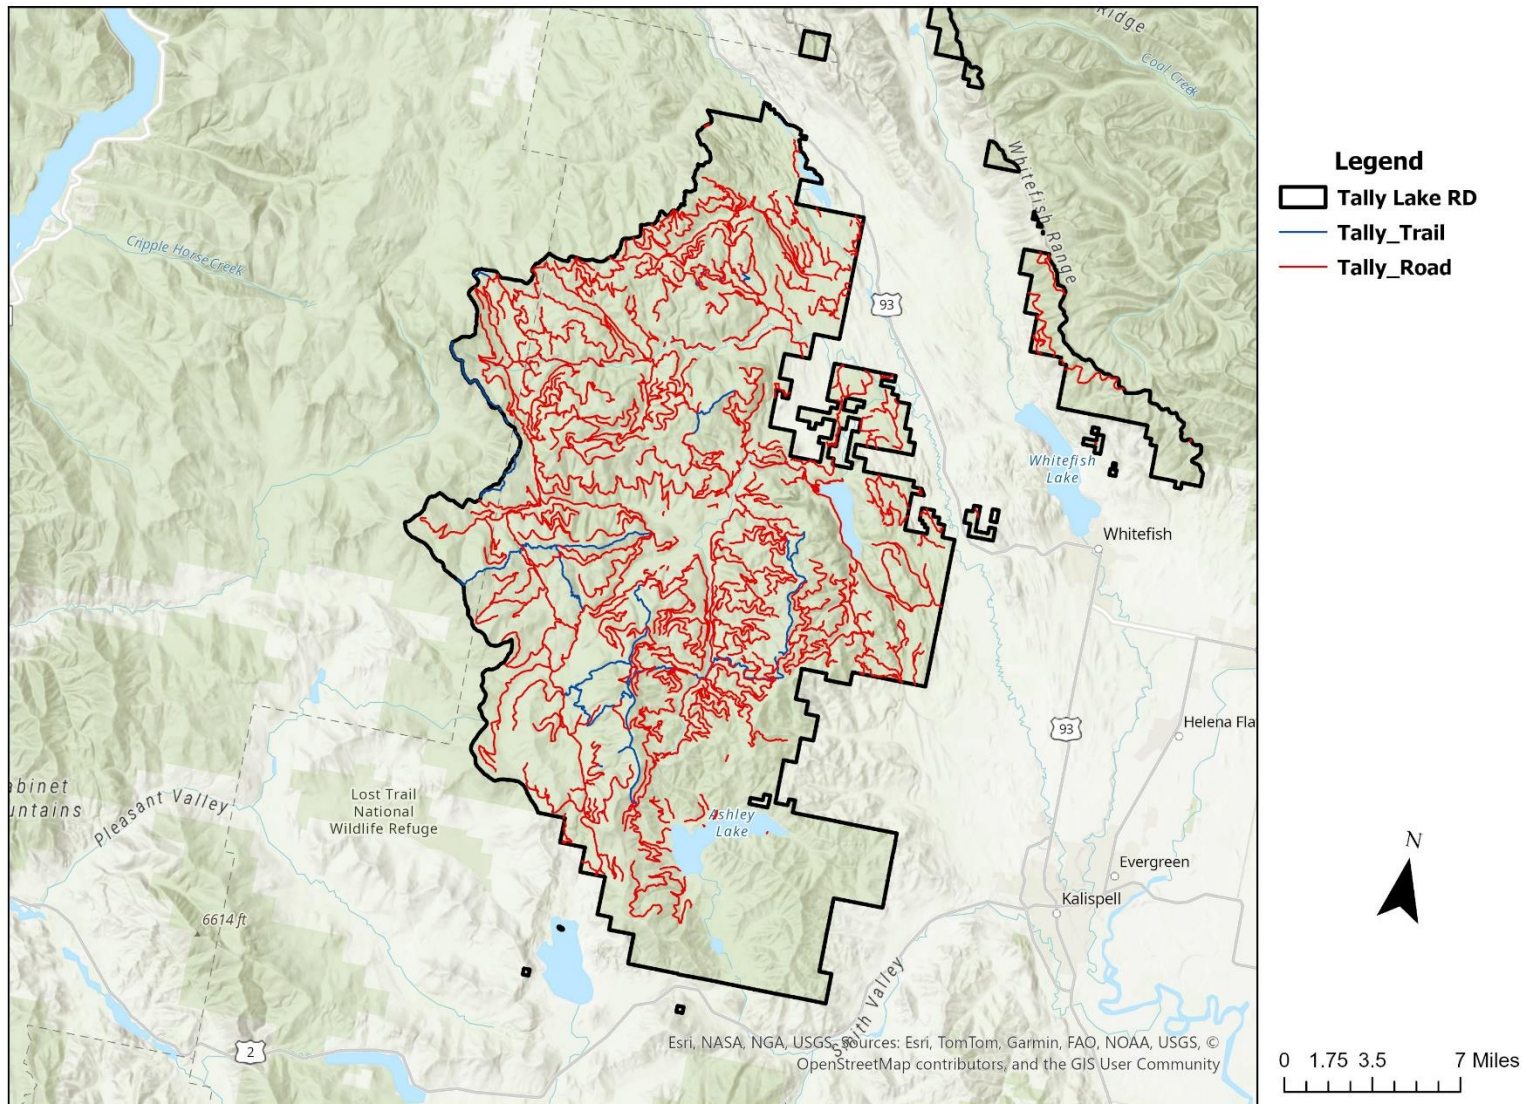 Ridge
Coal Creek
Whitefish Range
Cripple Horse Creek
93
Whitefish
Lake
Whitefish
Helena Fla
93
abinet
untains
Pleasant Valley
Lost Trail
National
Wildlife Refuge
Ashley
Lake
Evergreen
Kalispell
6614 ft
Smith Valley
2
Esri, NASA, NGA, USGS, Sources: Esri, TomTom, Garmin, FAO, NOAA, USGS, ©
OpenStreetMap contributors, and the GIS User Community
Legend
Tally Lake RD
Tally_Trail
Tally_Road
N
0 1.75 3.5 7 Miles